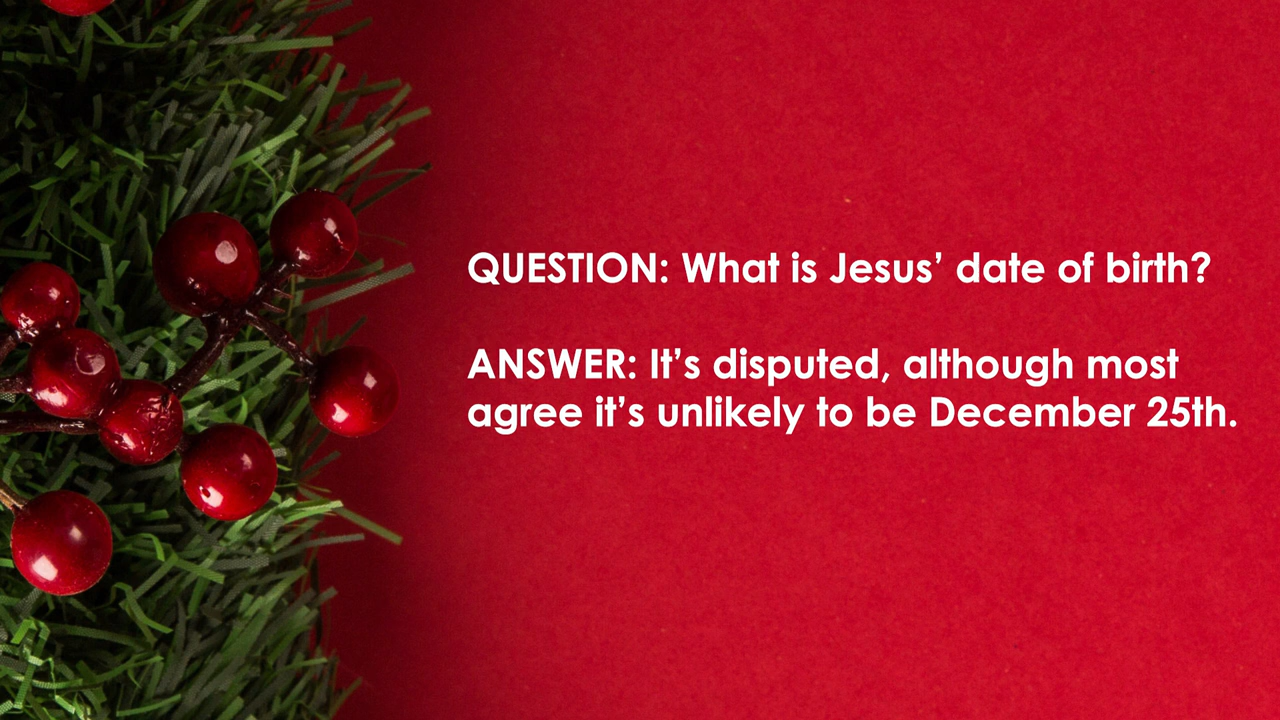 QUESTION: What is Jesus’ date of birth?
ANSWER: It’s disputed, although most
agree it’s unlikely to be December 25th.